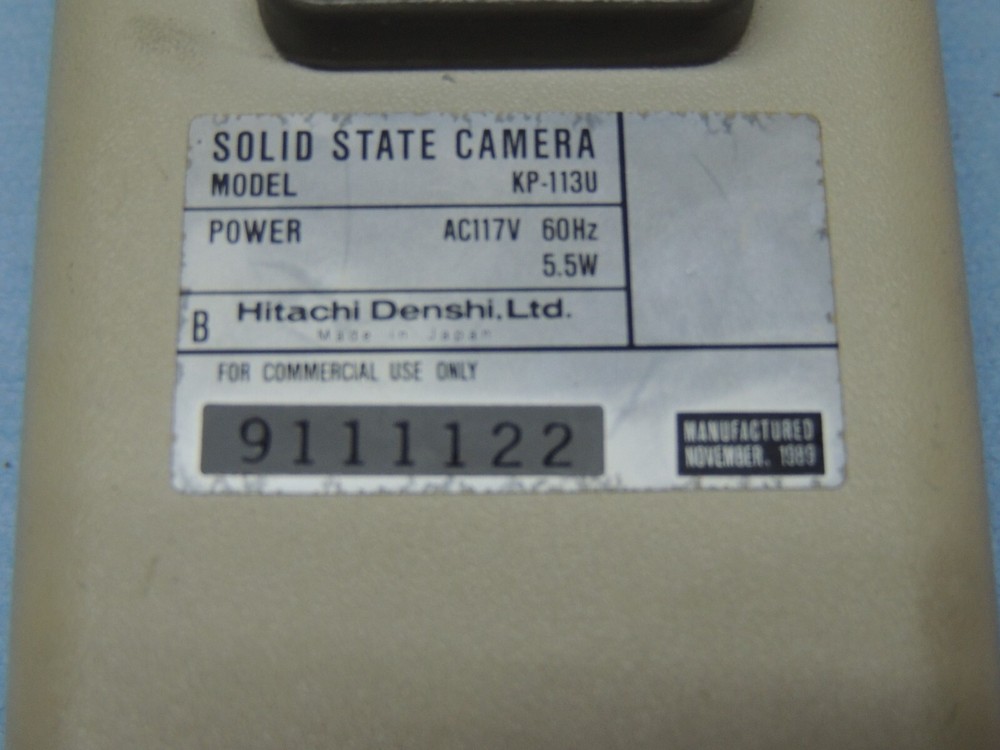 SOLID STATE CAMERA
MODEL KP-113U
POWER AC117V 60Hz
5.5W
B Hitachi Denshi, Ltd.
Made in Japan
FOR COMMERCIAL USE ONLY
9111122
MANUFACTURED
NOVEMBER. 1989